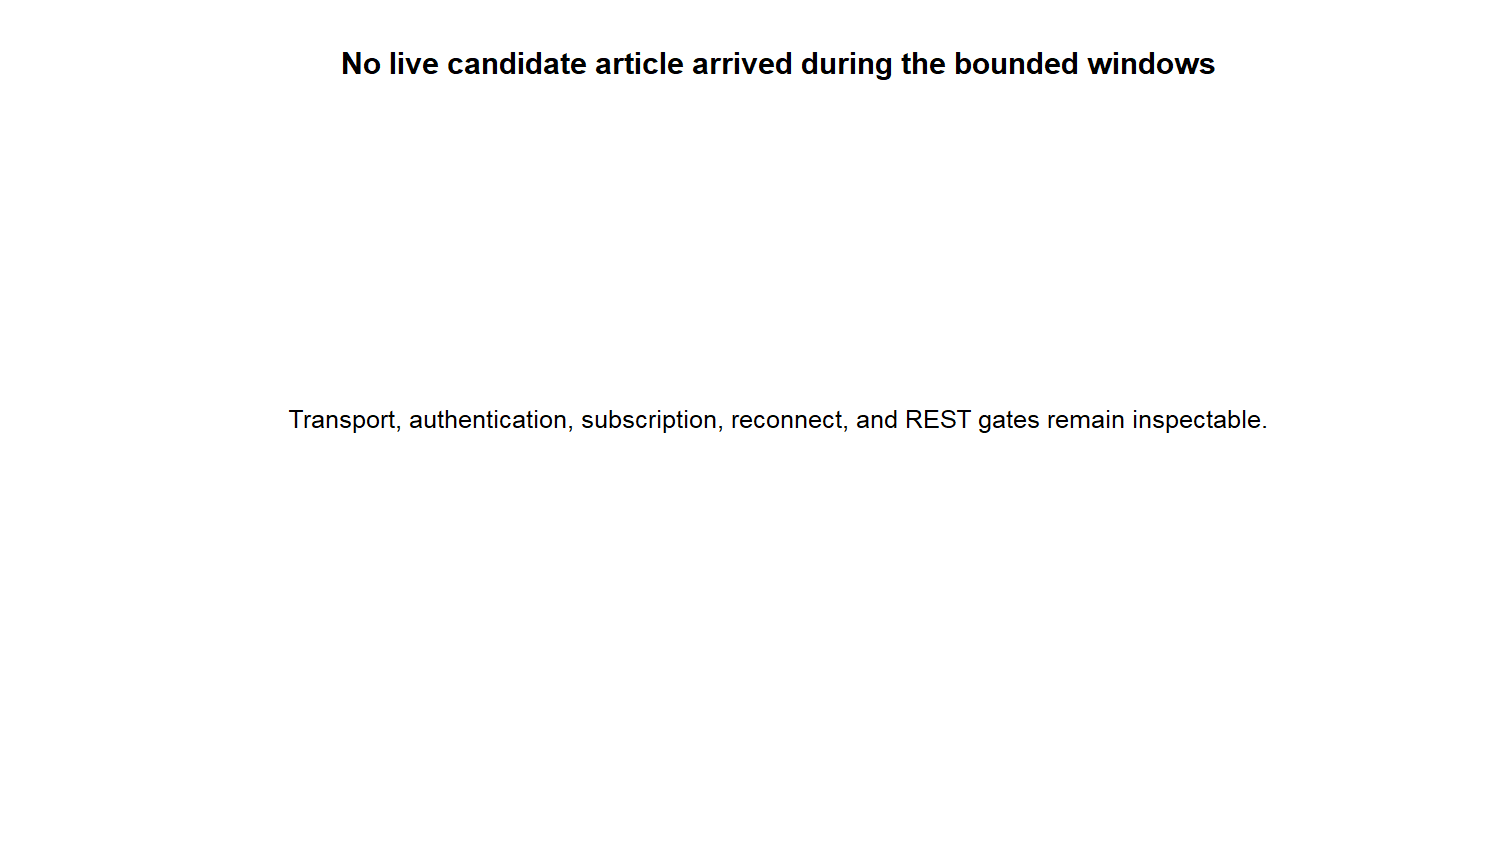 No live candidate article arrived during the bounded windows
Transport, authentication, subscription, reconnect, and REST gates remain inspectable.